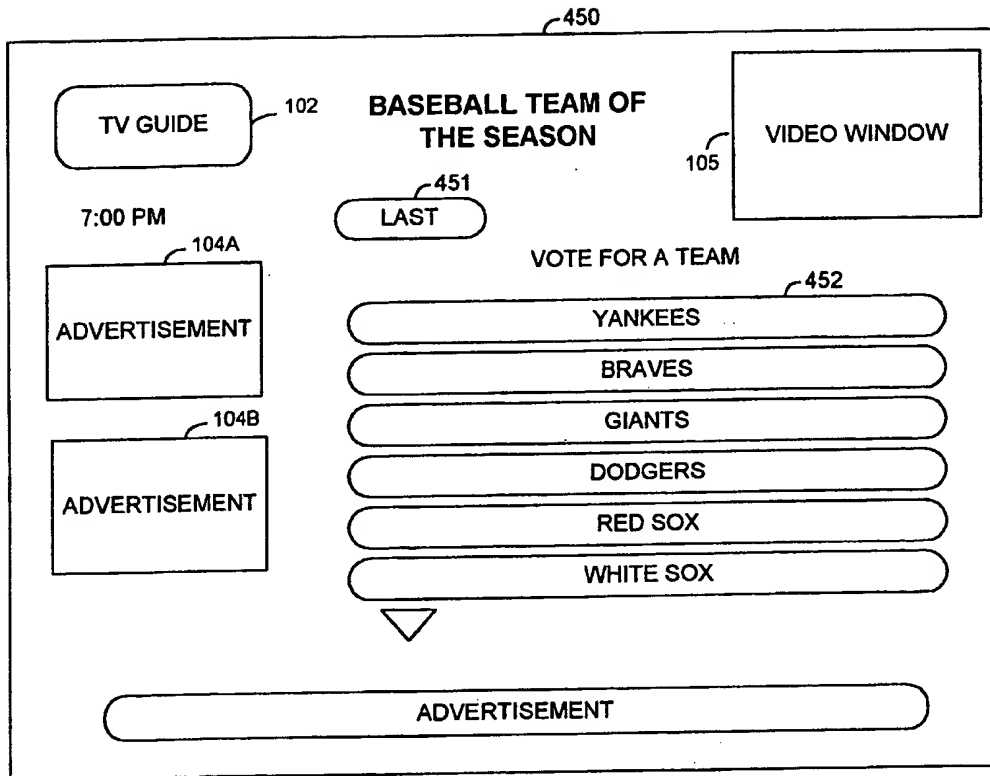 450
TV GUIDE
102
BASEBALL TEAM OF
THE SEASON
105
VIDEO WINDOW
7:00 PM
451
LAST
104A
ADVERTISEMENT
VOTE FOR A TEAM
452
YANKEES
BRAVES
GIANTS
104B
ADVERTISEMENT
DODGERS
RED SOX
WHITE SOX
ADVERTISEMENT